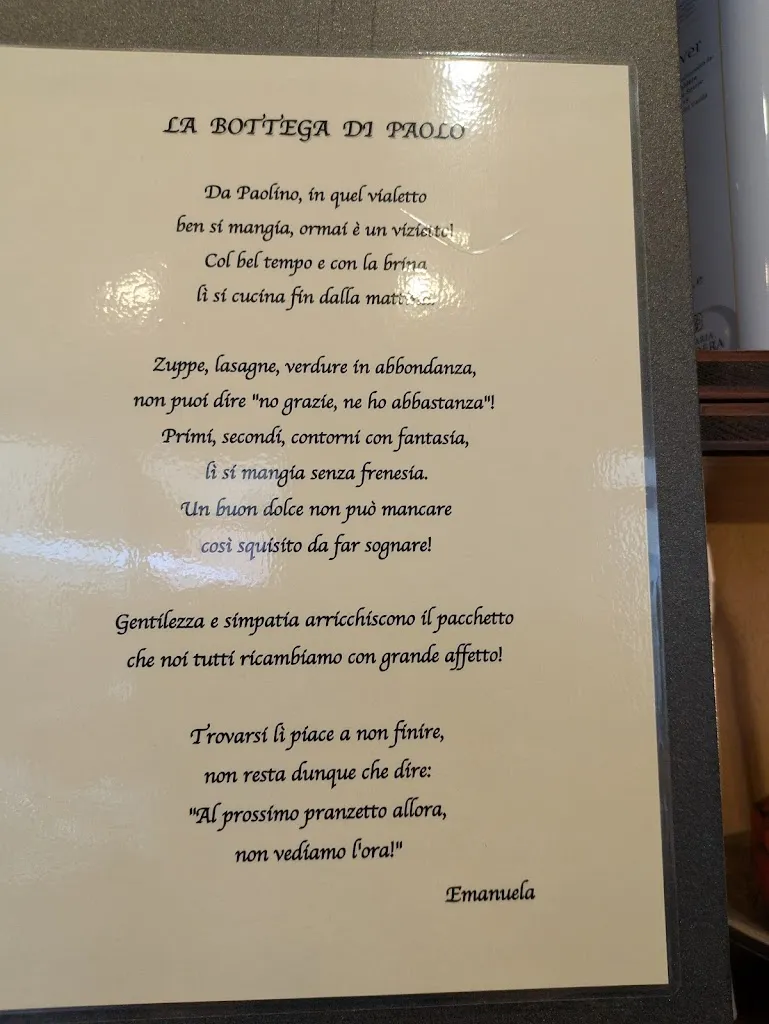 LA BOTTEGA DI PAOLO
Da Paolino, in quel vialetto
ben si mangia, ormai è un vizietto!
Col bel tempo e con la brina
lì si cucina fin dalla mattina.
Zuppe, lasagne, verdure in abbondanza,
non puoi dire "no grazie, ne ho abbastanza"!
Primi, secondi, contorni con fantasia,
lì si mangia senza frenesia.
Un buon dolce non può mancare
così squisito da far sognare!
Gentilezza e simpatia arricchiscono il pacchetto
che noi tutti ricambiamo con grande affetto!
Trovarsi lì piace a non finire,
non resta dunque che dire:
"Al prossimo pranzetto allora,
non vediamo l'ora!"
Emanuela